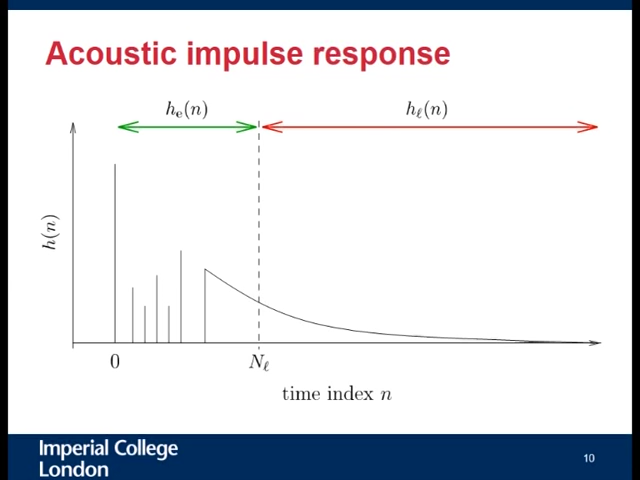 Acoustic impulse response
hₑ(n)
hℓ(n)
h(n)
0
Nℓ
time index n
Imperial College
London
10